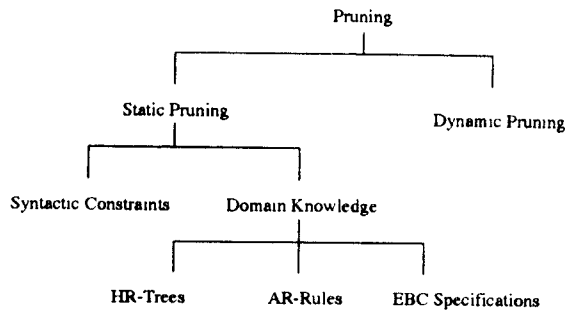 Pruning
Static Pruning
Dynamic Pruning
Syntactic Constraints
Domain Knowledge
HR-Trees
AR-Rules
EBC Specifications